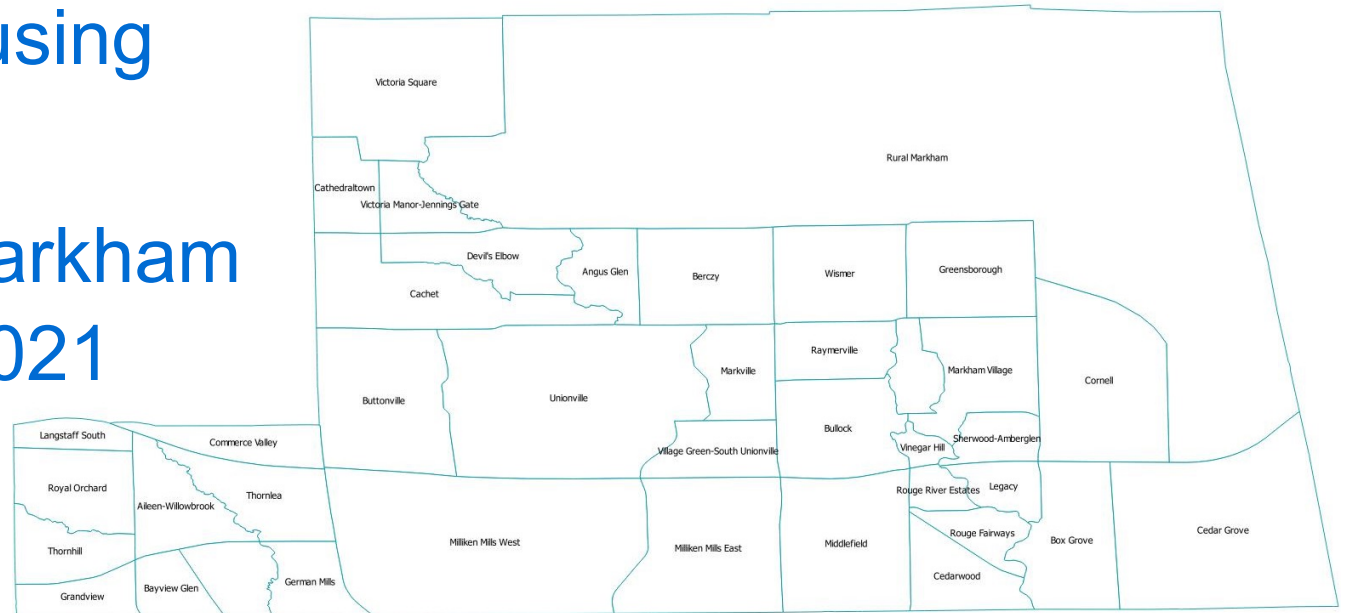 using
arkham
021
Victoria Square
Rural Markham
Cathedraltown
Victoria Manor-Jennings Gate
Devil's Elbow
Angus Glen
Berczy
Wismer
Greensborough
Cachet
Raymerville
Markville
Markham Village
Cornell
Buttonville
Unionville
Bullock
Langstaff South
Commerce Valley
Village Green-South Unionville
Vinegar Hill
Sherwood-Amberglen
Royal Orchard
Aileen-Willowbrook
Thornlea
Rouge River Estates
Legacy
Thornhill
Milliken Mills West
Milliken Mills East
Middlefield
Rouge Fairways
Box Grove
Cedar Grove
Grandview
Bayview Glen
German Mills
Cedarwood